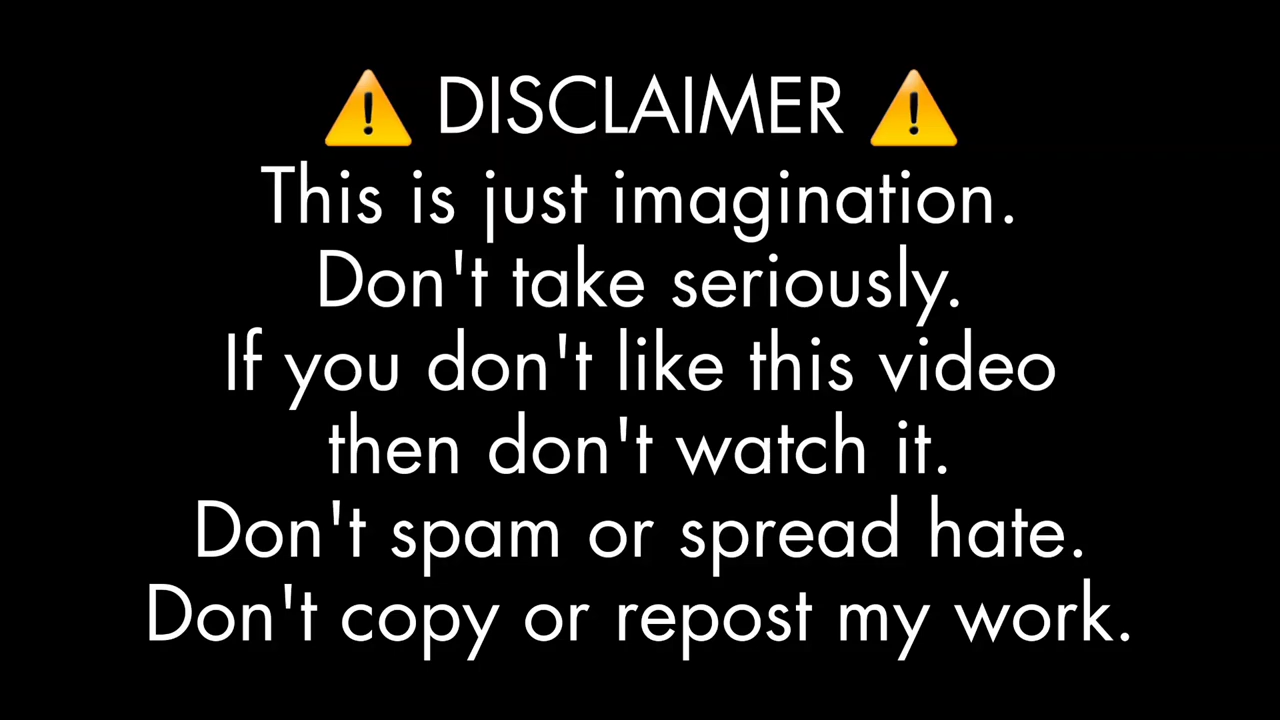 ⚠️ DISCLAIMER ⚠️
This is just imagination.
Don't take seriously.
If you don't like this video
then don't watch it.
Don't spam or spread hate.
Don't copy or repost my work.